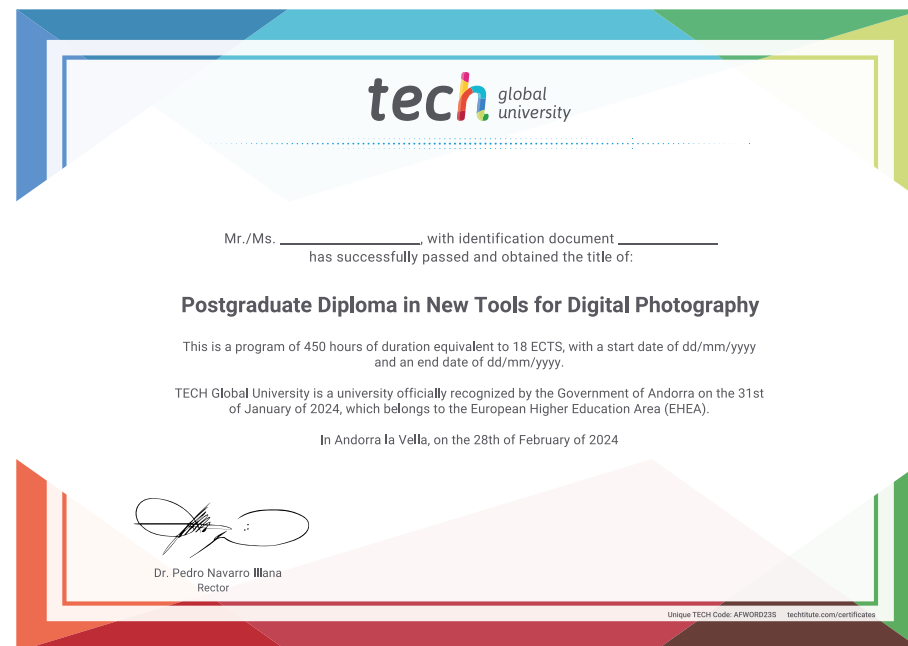 tech global university
Mr./Ms. ____________________, with identification document ______________
has successfully passed and obtained the title of:
Postgraduate Diploma in New Tools for Digital Photography
This is a program of 450 hours of duration equivalent to 18 ECTS, with a start date of dd/mm/yyyy
and an end date of dd/mm/yyyy.
TECH Global University is a university officially recognized by the Government of Andorra on the 31st
of January of 2024, which belongs to the European Higher Education Area (EHEA).
In Andorra la Vella, on the 28th of February of 2024
Dr. Pedro Navarro Illana
Rector
Unique TECH Code: AFWORD23S techtitute.com/certificates